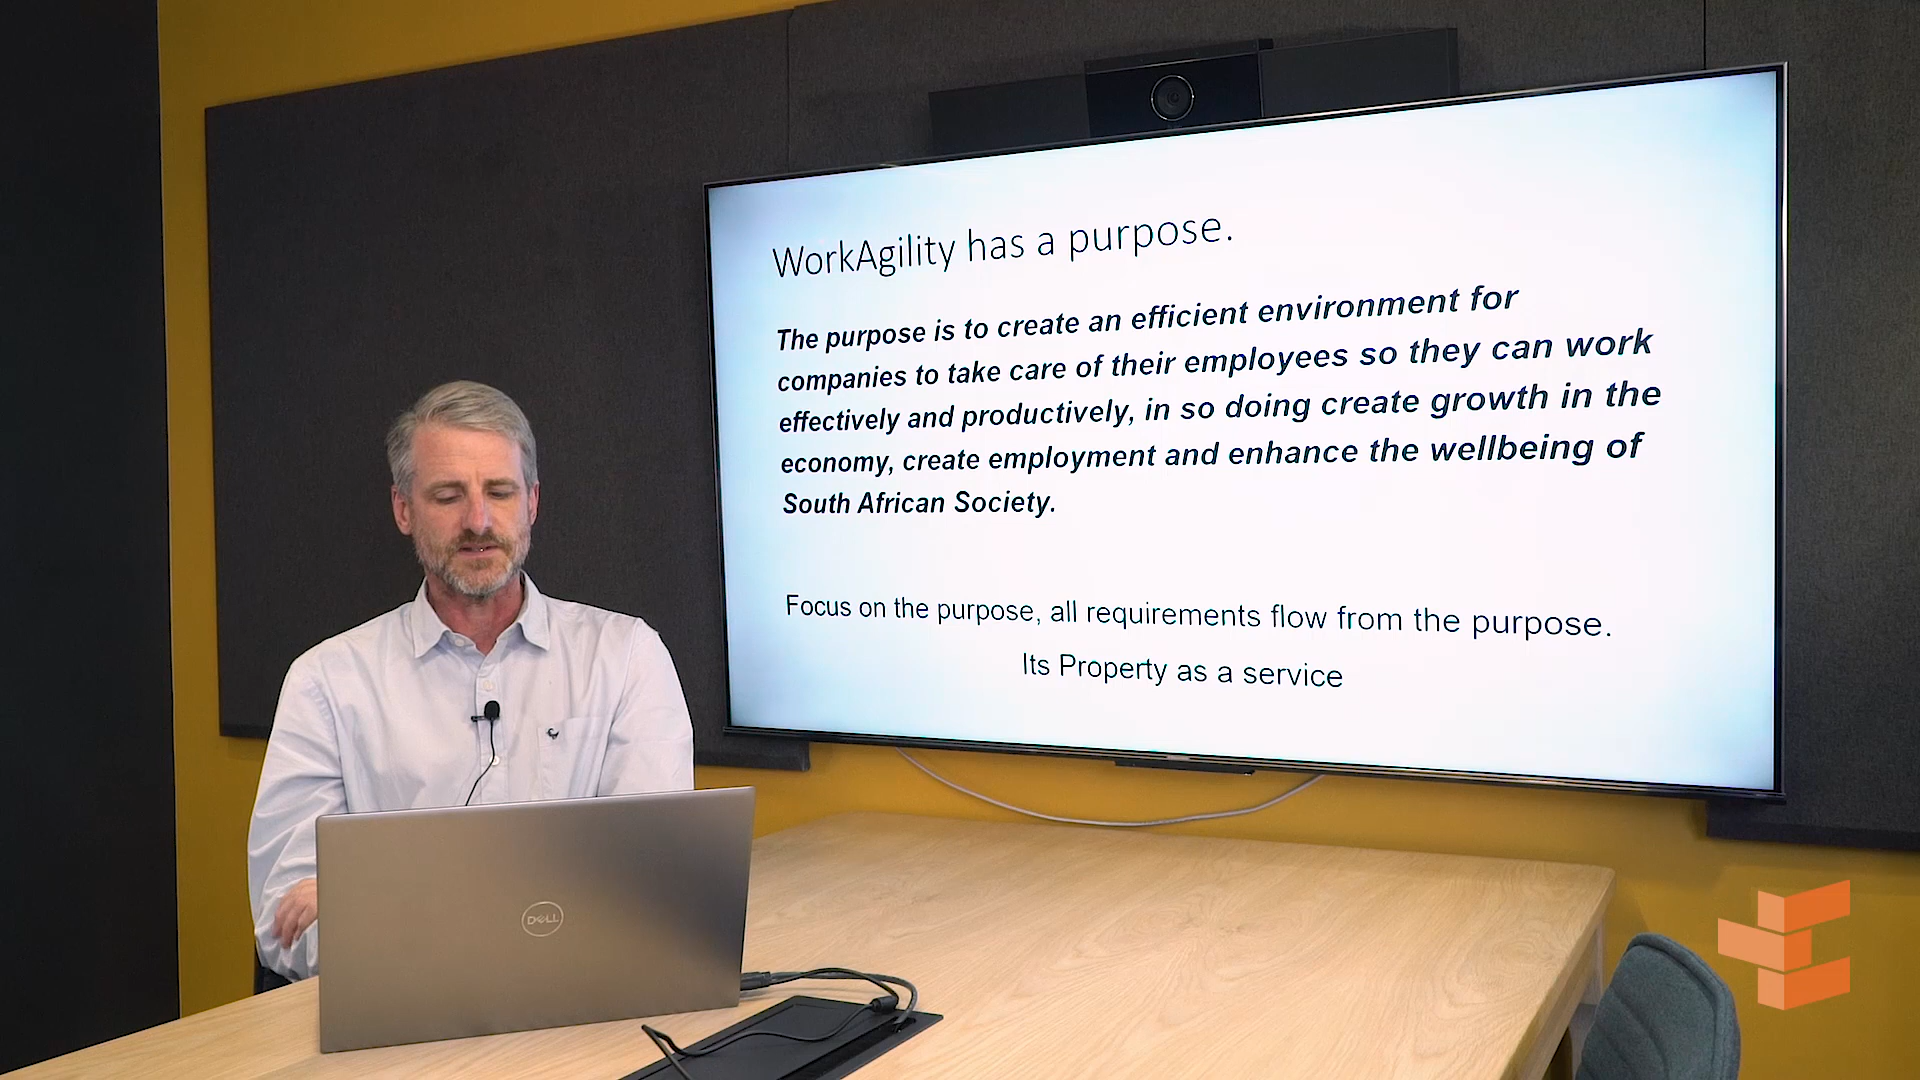 WorkAgility has a purpose.
The purpose is to create an efficient environment for
companies to take care of their employees so they can work
effectively and productively, in so doing create growth in the
economy, create employment and enhance the wellbeing of
South African Society.
Focus on the purpose, all requirements flow from the purpose.
Its Property as a service
DELL